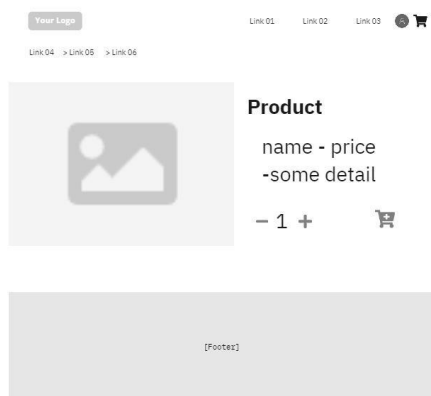 Your Logo
Link 01 Link 02 Link 03
Link 04 > Link 05 > Link 06
Product
name - price
-some detail
- 1 +
[Footer]